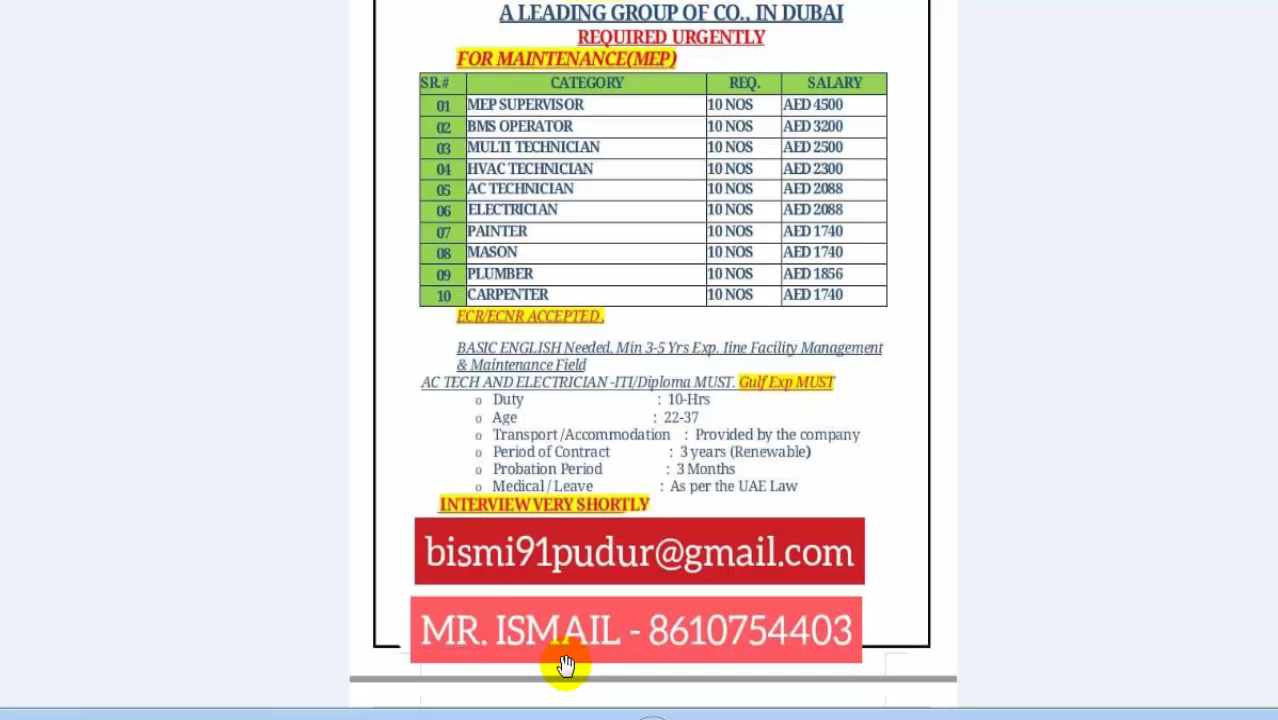 A LEADING GROUP OF CO., IN DUBAI
REQUIRED URGENTLY
FOR MAINTENANCE(MEP)
SR.# CATEGORY REQ. SALARY
01 MEP SUPERVISOR 10 NOS AED 4500
02 BMS OPERATOR 10 NOS AED 3200
03 MULTI TECHNICIAN 10 NOS AED 2500
04 HVAC TECHNICIAN 10 NOS AED 2300
05 AC TECHNICIAN 10 NOS AED 2088
06 ELECTRICIAN 10 NOS AED 2088
07 PAINTER 10 NOS AED 1740
08 MASON 10 NOS AED 1740
09 PLUMBER 10 NOS AED 1856
10 CARPENTER 10 NOS AED 1740
ECR/ECNR ACCEPTED .
BASIC ENGLISH Needed, Min 3-5 Yrs Exp. Iine Facility Management
& Maintenance Field
AC TECH AND ELECTRICIAN -ITI/Diploma MUST. Gulf Exp MUST
o Duty : 10-Hrs
o Age : 22-37
o Transport /Accommodation : Provided by the company
o Period of Contract : 3 years (Renewable)
o Probation Period : 3 Months
o Medical / Leave : As per the UAE Law
INTERVIEW VERY SHORTLY
bismi91pudur@gmail.com
MR. ISMAIL - 8610754403